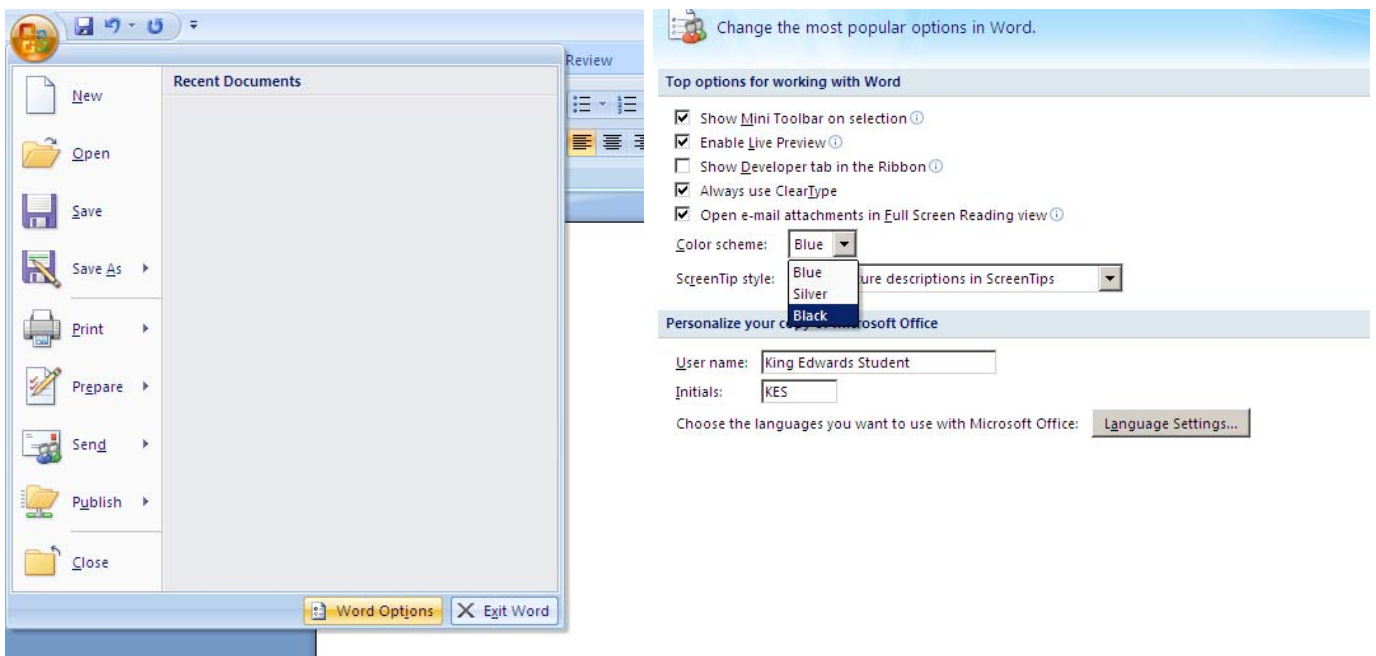 Review
Recent Documents
New
Open
Save
Save As
Print
Prepare
Send
Publish
Close
Word Options
Exit Word
Change the most popular options in Word.
Top options for working with Word
Show Mini Toolbar on selection
Enable Live Preview
Show Developer tab in the Ribbon
Always use ClearType
Open e-mail attachments in Full Screen Reading view
Color scheme: Blue
Blue
Silver
Black
ScreenTip style: descriptions in ScreenTips
Personalize your Office
User name: King Edwards Student
Initials: KES
Choose the languages you want to use with Microsoft Office: Language Settings...